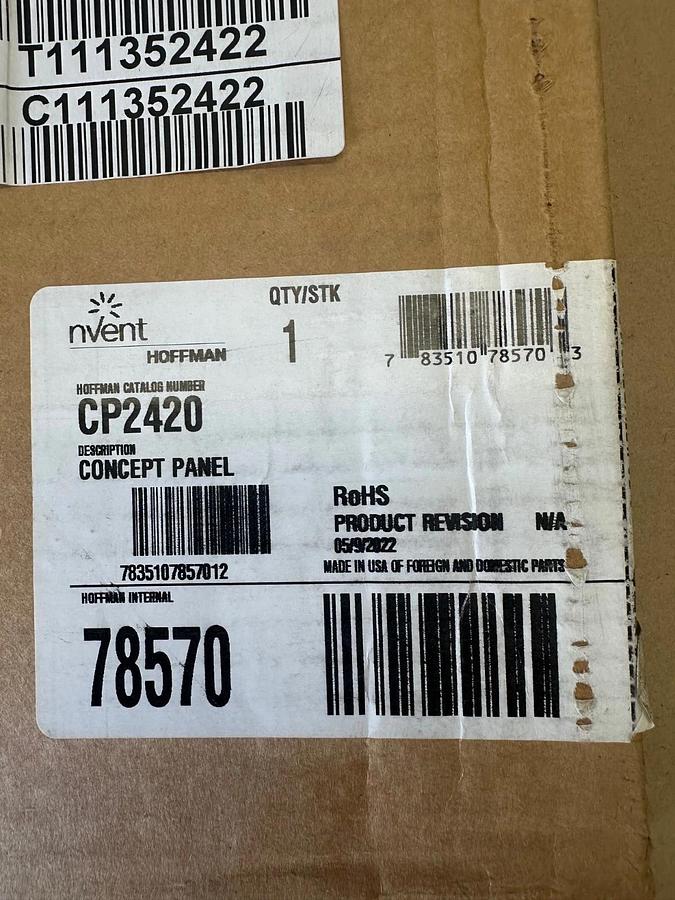 T111352422
C111352422
nVent
HOFFMAN
QTY/STK
1
7 83510 78570 3
HOFFMAN CATALOG NUMBER
CP2420
DESCRIPTION
CONCEPT PANEL
7835107857012
RoHS
PRODUCT REVISION N/A
05/9/2022
MADE IN USA OF FOREIGN AND DOMESTIC PARTS
HOFFMAN INTERNAL
78570